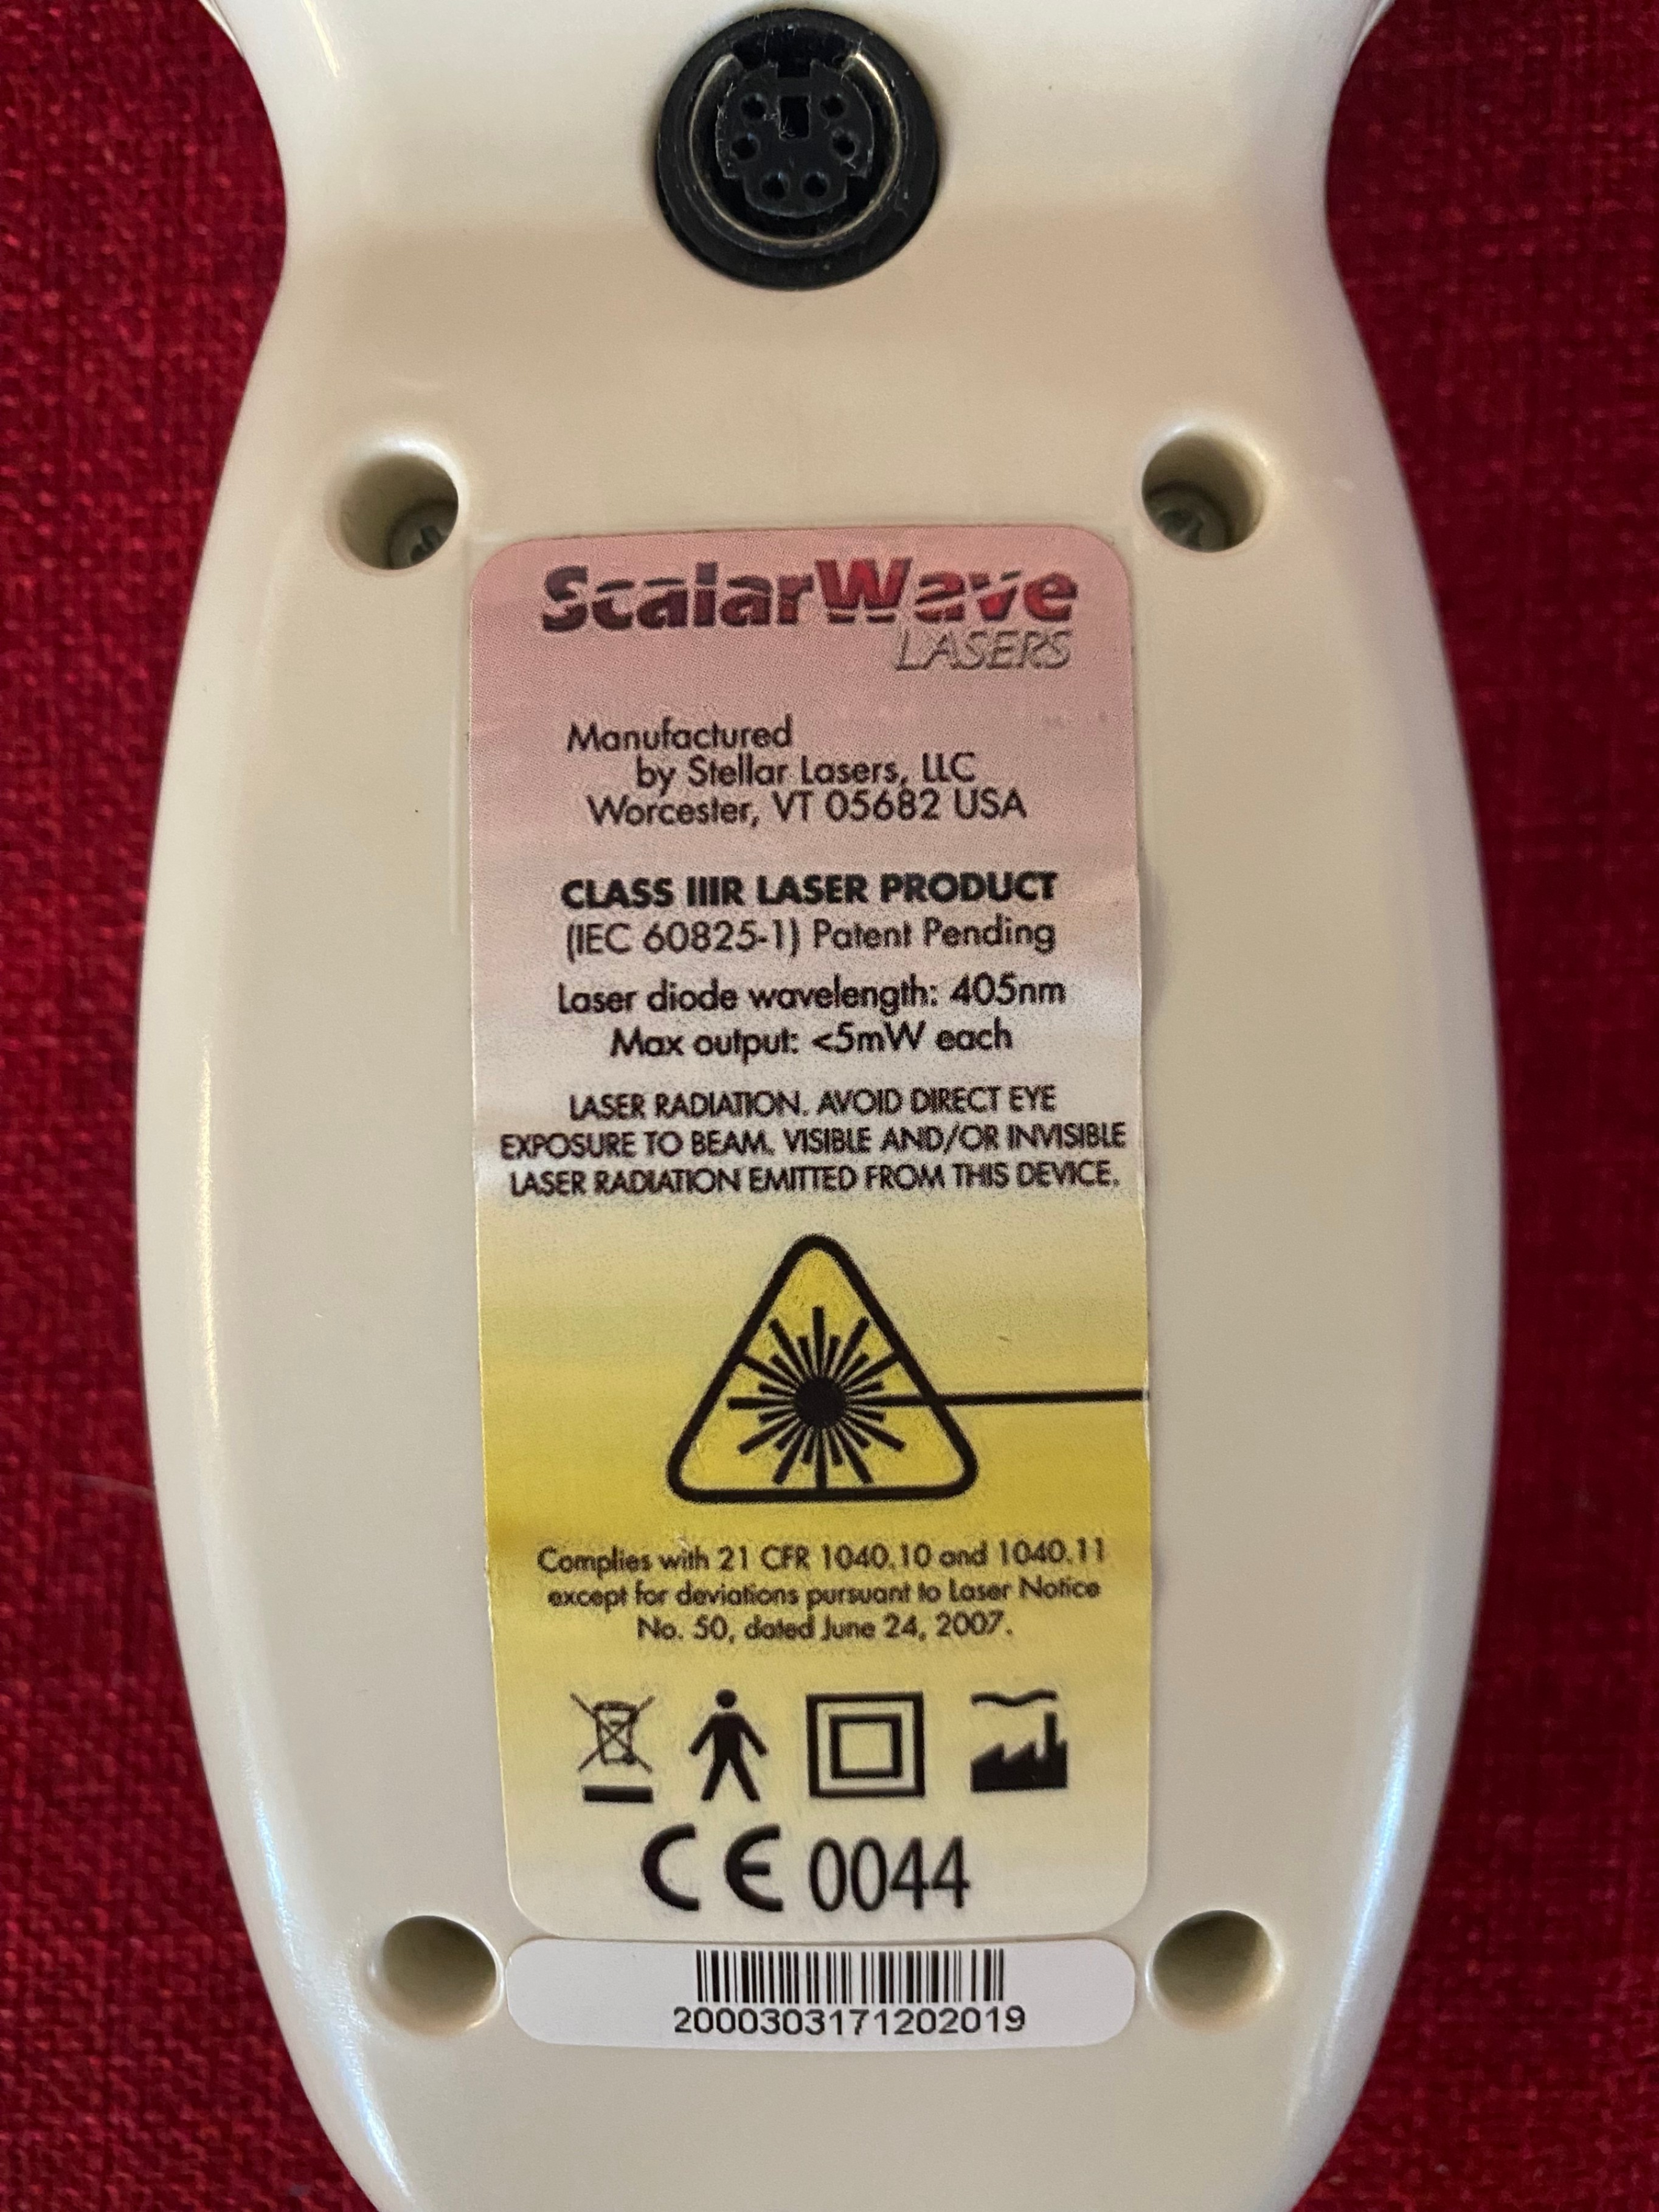 ScalarWave
LASERS
Manufactured
by Stellar Lasers, LLC
Worcester, VT 05682 USA
CLASS IIIR LASER PRODUCT
(IEC 60825-1) Patent Pending
Laser diode wavelength: 405nm
Max output: <5mW each
LASER RADIATION. AVOID DIRECT EYE
EXPOSURE TO BEAM. VISIBLE AND/OR INVISIBLE
LASER RADIATION EMITTED FROM THIS DEVICE.
Complies with 21 CFR 1040.10 and 1040.11
except for deviations pursuant to Laser Notice
No. 50, dated June 24, 2007.
CE 0044
2000303171202019